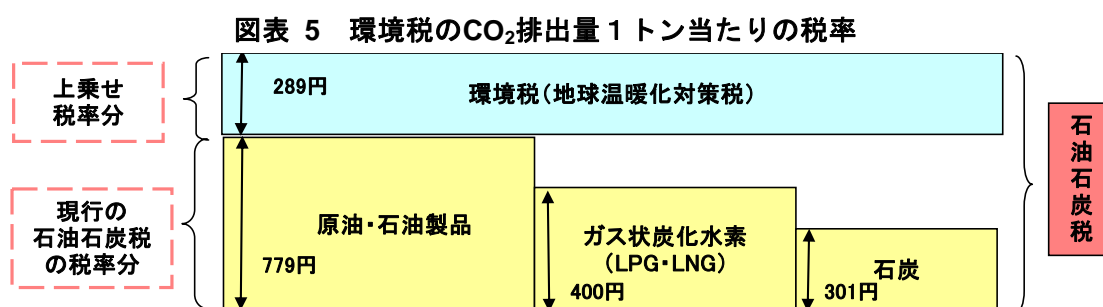 図表 5　環境税のCO₂排出量１トン当たりの税率
上乗せ
税率分
289円
環境税(地球温暖化対策税)
石油石炭税
現行の
石油石炭税
の税率分
原油・石油製品
779円
ガス状炭化水素
(LPG・LNG)
400円
石炭
301円